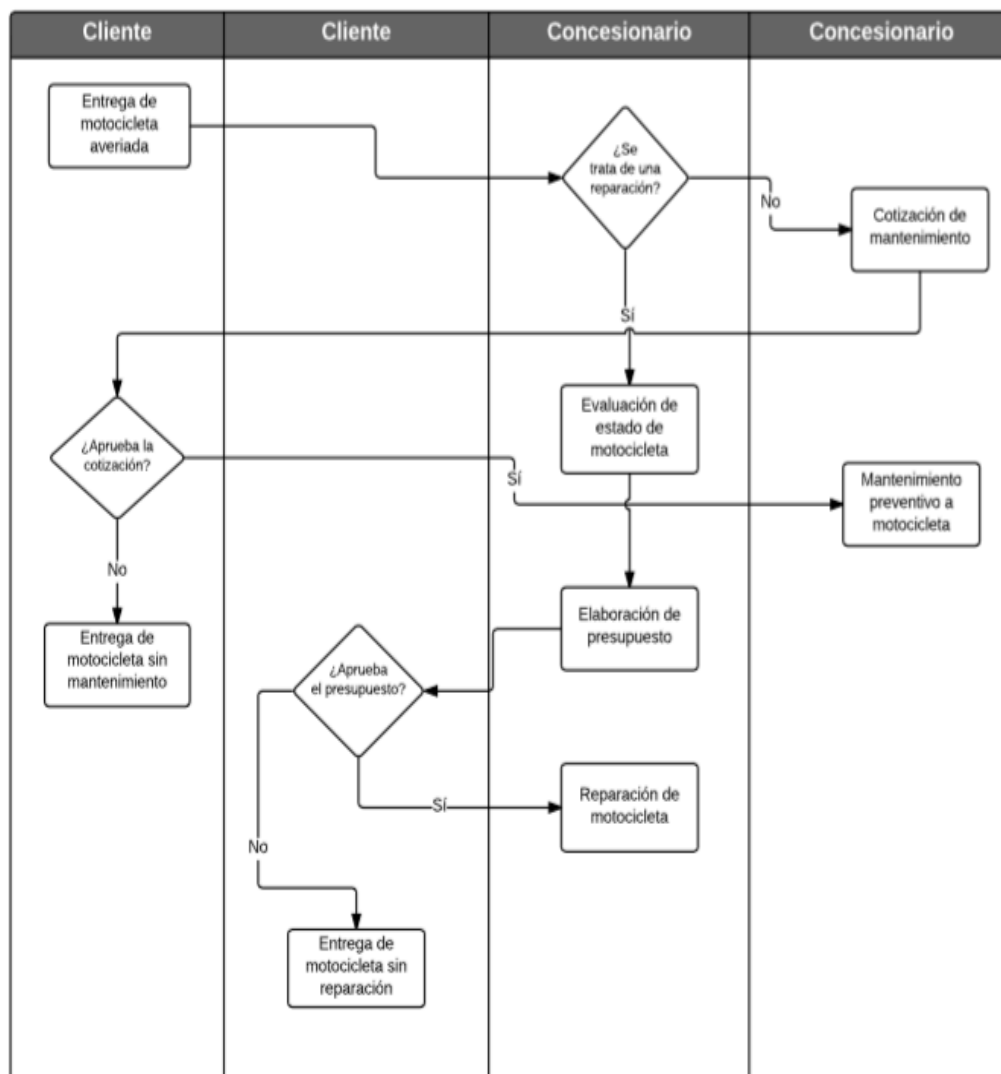 Cliente
Cliente
Concesionario
Concesionario
Entrega de
motocicleta
averiada
¿Se
trata de una
reparación?
No
Cotización de
mantenimiento
Sí
¿Aprueba la
cotización?
Evaluación de
estado de
motocicleta
Sí
Mantenimiento
preventivo a
motocicleta
No
Entrega de
motocicleta sin
mantenimiento
Elaboración de
presupuesto
¿Aprueba
el presupuesto?
Sí
Reparación de
motocicleta
No
Entrega de
motocicleta sin
reparación